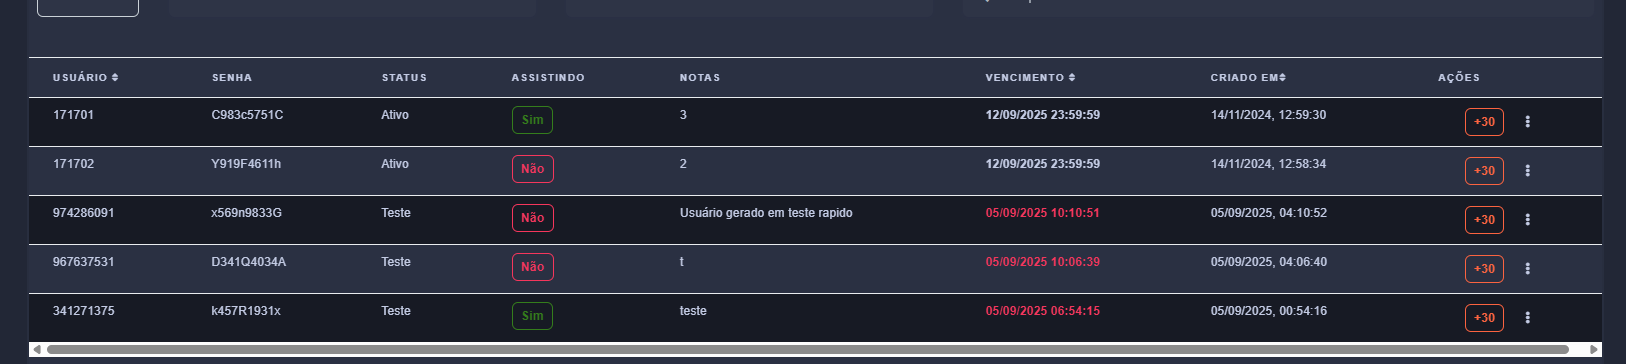 USUÁRIO SENHA STATUS ASSISTINDO NOTAS VENCIMENTO CRIADO EM AÇÕES
171701 C983c5751C Ativo Sim 3 12/09/2025 23:59:59 14/11/2024, 12:59:30 +30
171702 Y919F4611h Ativo Não 2 12/09/2025 23:59:59 14/11/2024, 12:58:34 +30
974286091 x569n9833G Teste Não Usuário gerado em teste rapido 05/09/2025 10:10:51 05/09/2025, 04:10:52 +30
967637531 D341Q4034A Teste Não t 05/09/2025 10:06:39 05/09/2025, 04:06:40 +30
341271375 k457R1931x Teste Sim teste 05/09/2025 06:54:15 05/09/2025, 00:54:16 +30